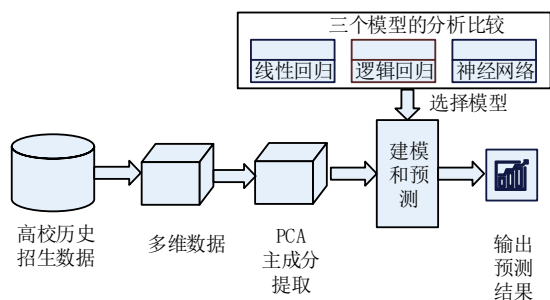 三个模型的分析比较
线性回归
逻辑回归
神经网络
选择模型
建模
和预
测
高校历史
招生数据
多维数据
PCA
主成分
提取
输出
预测
结果